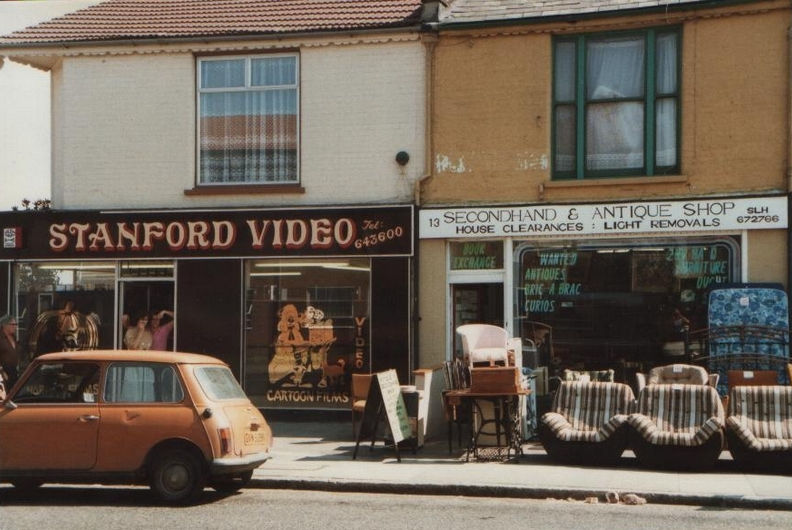 STANFORD VIDEO Tel: 643600
13 SECONDHAND & ANTIQUE SHOP SLH
HOUSE CLEARANCES : LIGHT REMOVALS 672766
BOOK
EXCHANGE
WANTED
ANTIQUES
BRIC A BRAC
CURIOS
VIDEO
CARTOON FILMS